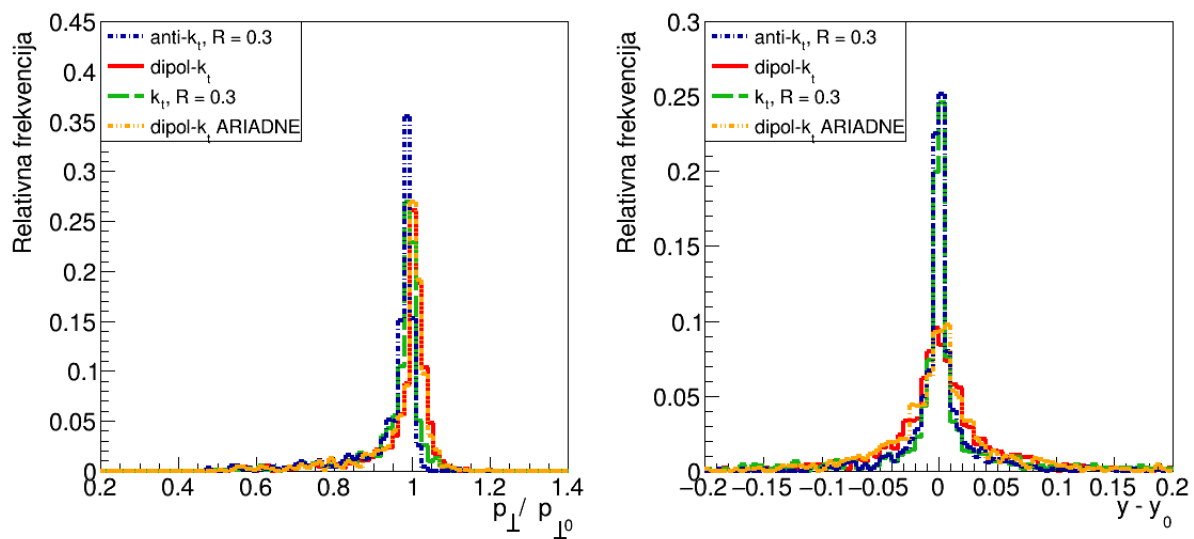 Relativna frekvencija
0.45
0.4
0.35
0.3
0.25
0.2
0.15
0.1
0.05
0
anti-k_t, R = 0.3
dipol-k_t
k_t, R = 0.3
dipol-k_t ARIADNE
0.2 0.4 0.6 0.8 1 1.2 1.4
p_⊥/ p_⊥0
Relativna frekvencija
0.3
0.25
0.2
0.15
0.1
0.05
0
anti-k_t, R = 0.3
dipol-k_t
k_t, R = 0.3
dipol-k_t ARIADNE
−0.2 −0.15 −0.1 −0.05 0 0.05 0.1 0.15 0.2
y - y_0